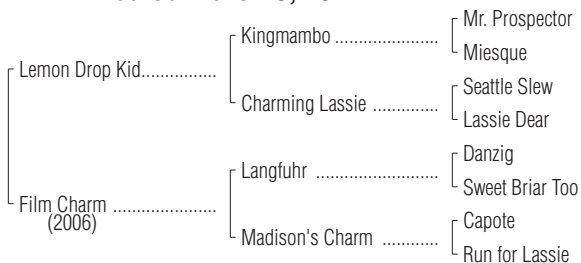 Mr. Prospector
Kingmambo ......................
Miesque
Lemon Drop Kid................
Seattle Slew
Charming Lassie ..............
Lassie Dear
Danzig
Langfuhr ..........................
Sweet Briar Too
Film Charm ......................
(2006)
Capote
Madison's Charm ............
Run for Lassie